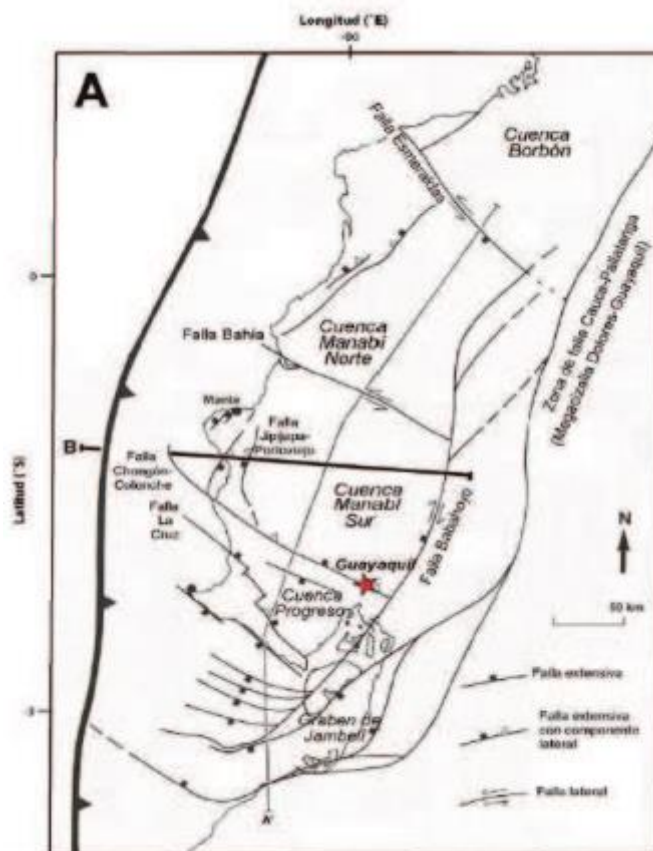 Longitud (°E)
-80
A
Falla Esmeraldas
Cuenca
Borbón
0
Zona de falla Cauca-Pallatanga
(Megacizalla Dolores-Guayaquil)
Cuenca
Manabí
Norte
Falla Bahía
Manta
Falla
Jipijapa-
Portoviejo
B
Falla
Chongón-
Colonche
Latitud (°S)
Cuenca
Manabí
Sur
Falla
La
Cruz
Falla Babahoyo
N
Guayaquil
Cuenca
Progreso
50 km
Falla extensiva
-3
Graben de
Jambelí
Falla extensiva
con componente
lateral
Falla lateral
A'